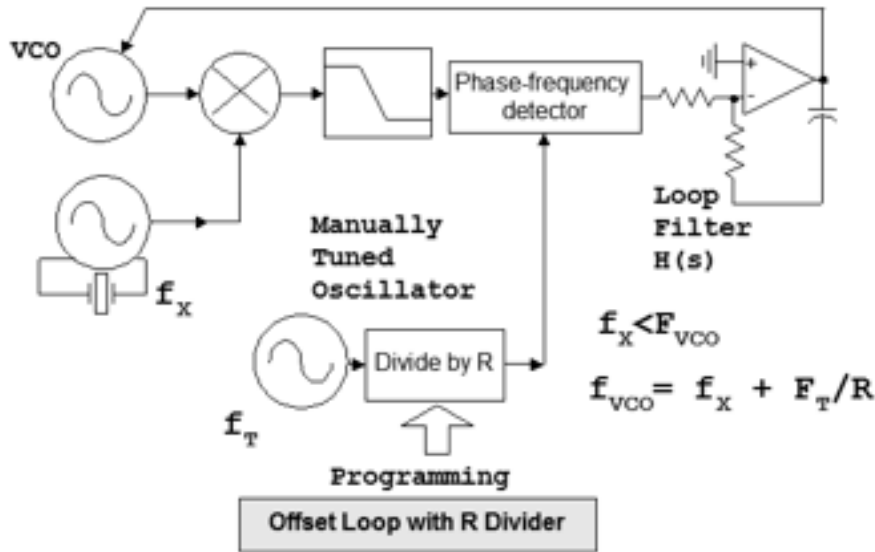 VCO
Phase-frequency
detector
+
-
Loop
Filter
H(s)
fX
Manually
Tuned
Oscillator
fT
Divide by R
fX<FVCO
fVCO= fX + FT/R
Programming
Offset Loop with R Divider